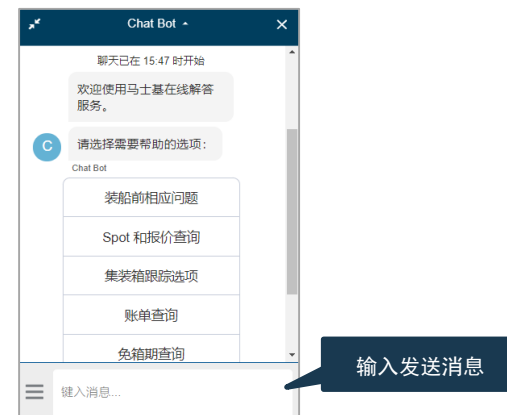 Chat Bot
聊天已在 15:47 时开始
欢迎使用马士基在线解答
服务。
C
请选择需要帮助的选项：
Chat Bot
装船前相应问题
Spot 和报价查询
集装箱跟踪选项
账单查询
免箱期查询
键入消息...
输入发送消息